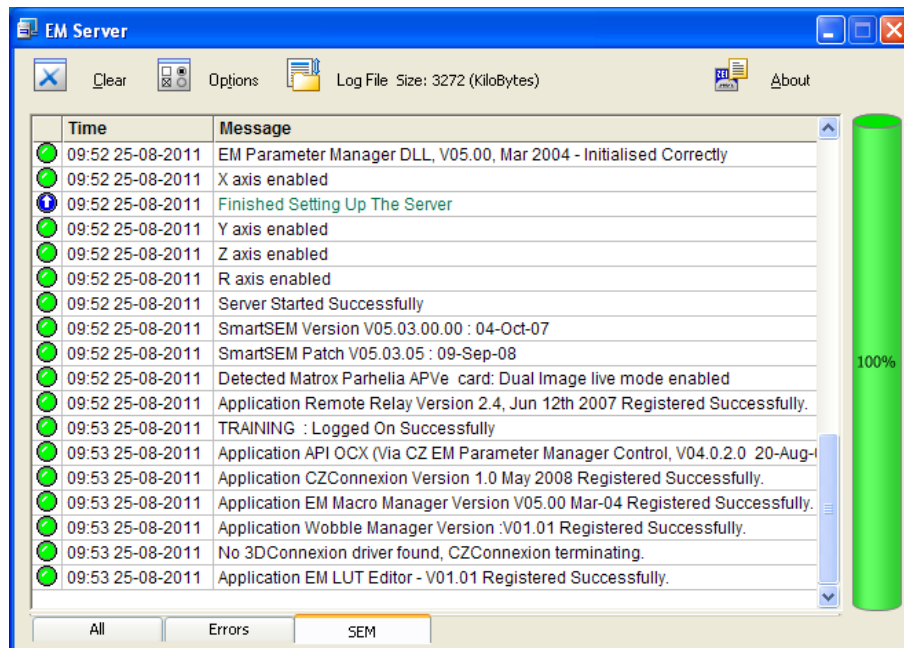 EM Server
Clear Options Log File Size: 3272 (KiloBytes) About
Time Message
09:52 25-08-2011 EM Parameter Manager DLL, V05.00, Mar 2004 - Initialised Correctly
09:52 25-08-2011 X axis enabled
09:52 25-08-2011 Finished Setting Up The Server
09:52 25-08-2011 Y axis enabled
09:52 25-08-2011 Z axis enabled
09:52 25-08-2011 R axis enabled
09:52 25-08-2011 Server Started Successfully
09:52 25-08-2011 SmartSEM Version V05.03.00.00 : 04-Oct-07
09:52 25-08-2011 SmartSEM Patch V05.03.05 : 09-Sep-08
09:52 25-08-2011 Detected Matrox Parhelia APVe card: Dual Image live mode enabled
09:52 25-08-2011 Application Remote Relay Version 2.4, Jun 12th 2007 Registered Successfully.
09:53 25-08-2011 TRAINING : Logged On Successfully
09:53 25-08-2011 Application API OCX (Via CZ EM Parameter Manager Control, V04.0.2.0 20-Aug-
09:53 25-08-2011 Application CZConnexion Version 1.0 May 2008 Registered Successfully.
09:53 25-08-2011 Application EM Macro Manager Version V05.00 Mar-04 Registered Successfully.
09:53 25-08-2011 Application Wobble Manager Version :V01.01 Registered Successfully.
09:53 25-08-2011 No 3DConnexion driver found, CZConnexion terminating.
09:53 25-08-2011 Application EM LUT Editor - V01.01 Registered Successfully.
100%
All Errors SEM